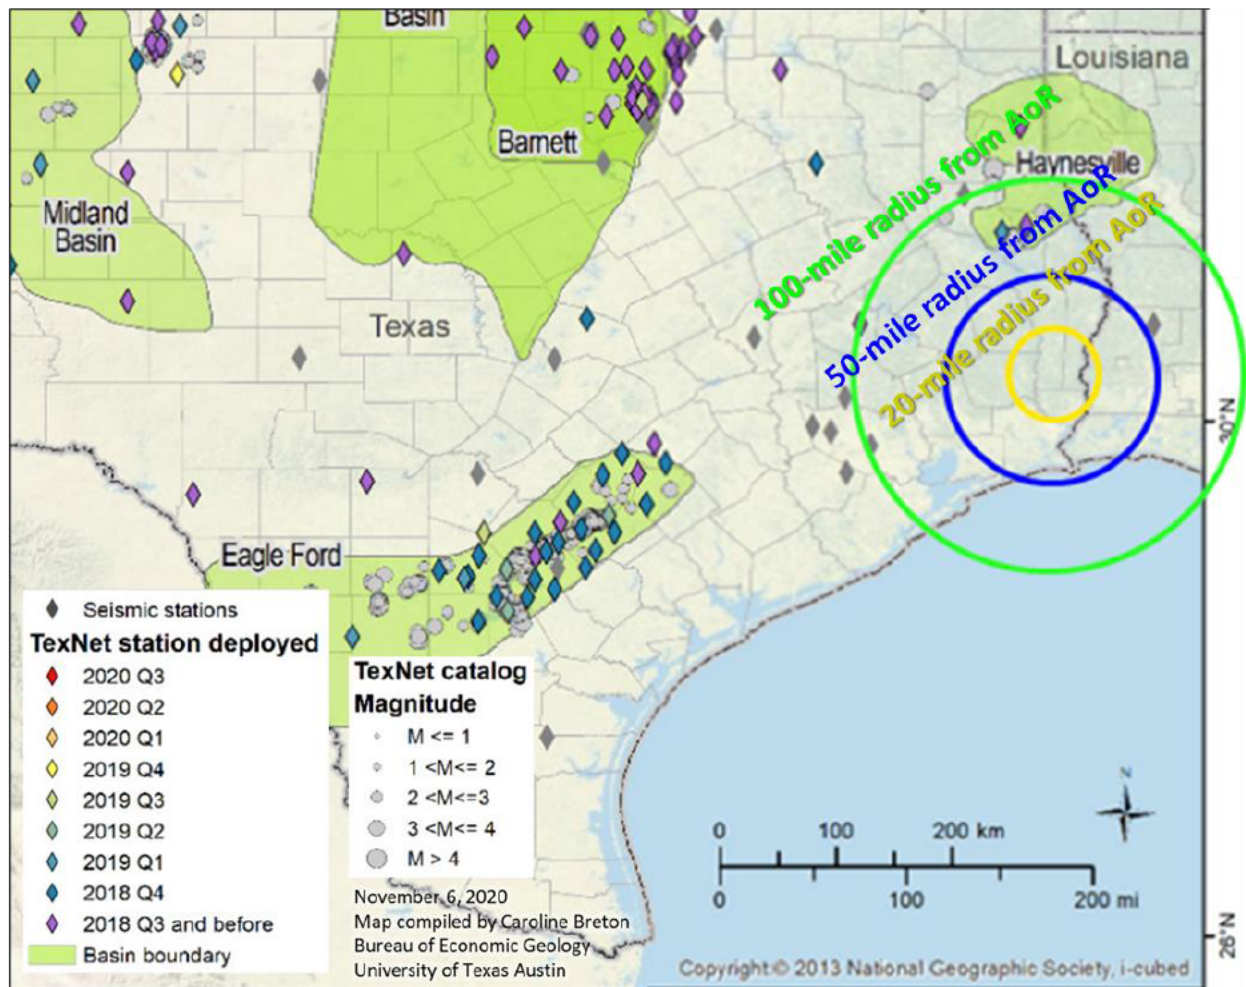 Basin
Louisiana
Barnett
Haynesville
100-mile radius from AoR
50-mile radius from AoR
20-mile radius from AoR
Midland
Basin
Texas
30°N
Eagle Ford
Seismic stations
TexNet station deployed
2020 Q3
2020 Q2
2020 Q1
2019 Q4
2019 Q3
2019 Q2
2019 Q1
2018 Q4
2018 Q3 and before
Basin boundary
TexNet catalog
Magnitude
M <= 1
1 <M<= 2
2 <M<=3
3 <M<= 4
M > 4
November 6, 2020
Map compiled by Caroline Breton
Bureau of Economic Geology
University of Texas Austin
N
0 100 200 km
0 100 200 mi
26°N
Copyright:© 2013 National Geographic Society, i-cubed